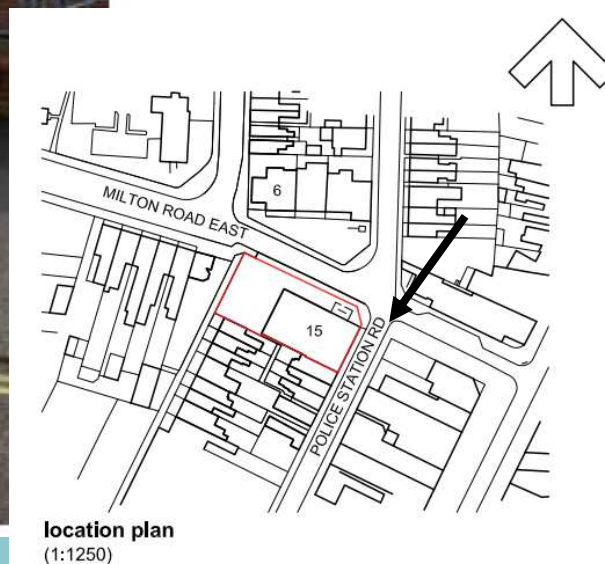 6
MILTON ROAD EAST
15
POLICE STATION RD
location plan
(1:1250)